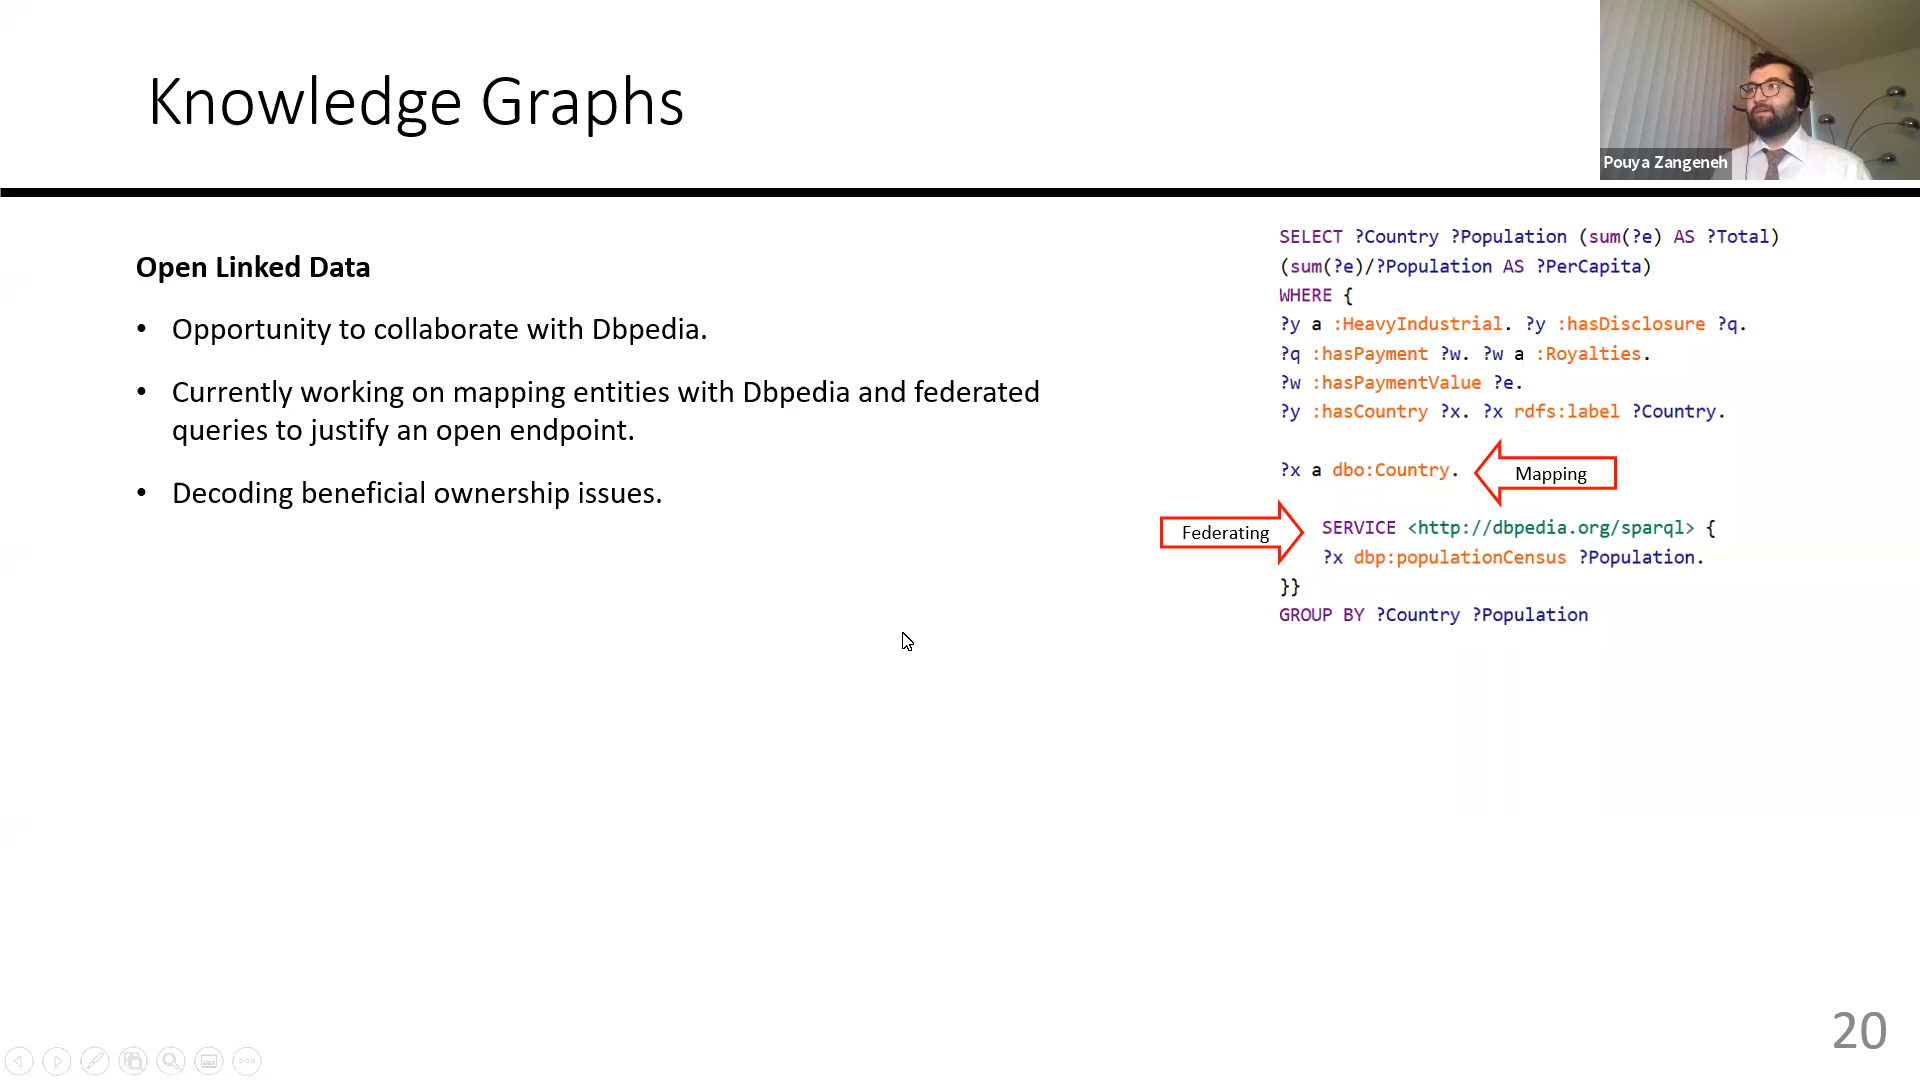 Knowledge Graphs
Pouya Zangeneh
Open Linked Data
• Opportunity to collaborate with Dbpedia.
• Currently working on mapping entities with Dbpedia and federated
queries to justify an open endpoint.
• Decoding beneficial ownership issues.
SELECT ?Country ?Population (sum(?e) AS ?Total)
(sum(?e)/?Population AS ?PerCapita)
WHERE {
?y a :HeavyIndustrial. ?y :hasDisclosure ?q.
?q :hasPayment ?w. ?w a :Royalties.
?w :hasPaymentValue ?e.
?y :hasCountry ?x. ?x rdfs:label ?Country.
?x a dbo:Country.
Mapping
Federating
SERVICE <http://dbpedia.org/sparql> {
?x dbp:populationCensus ?Population.
}}
GROUP BY ?Country ?Population
20